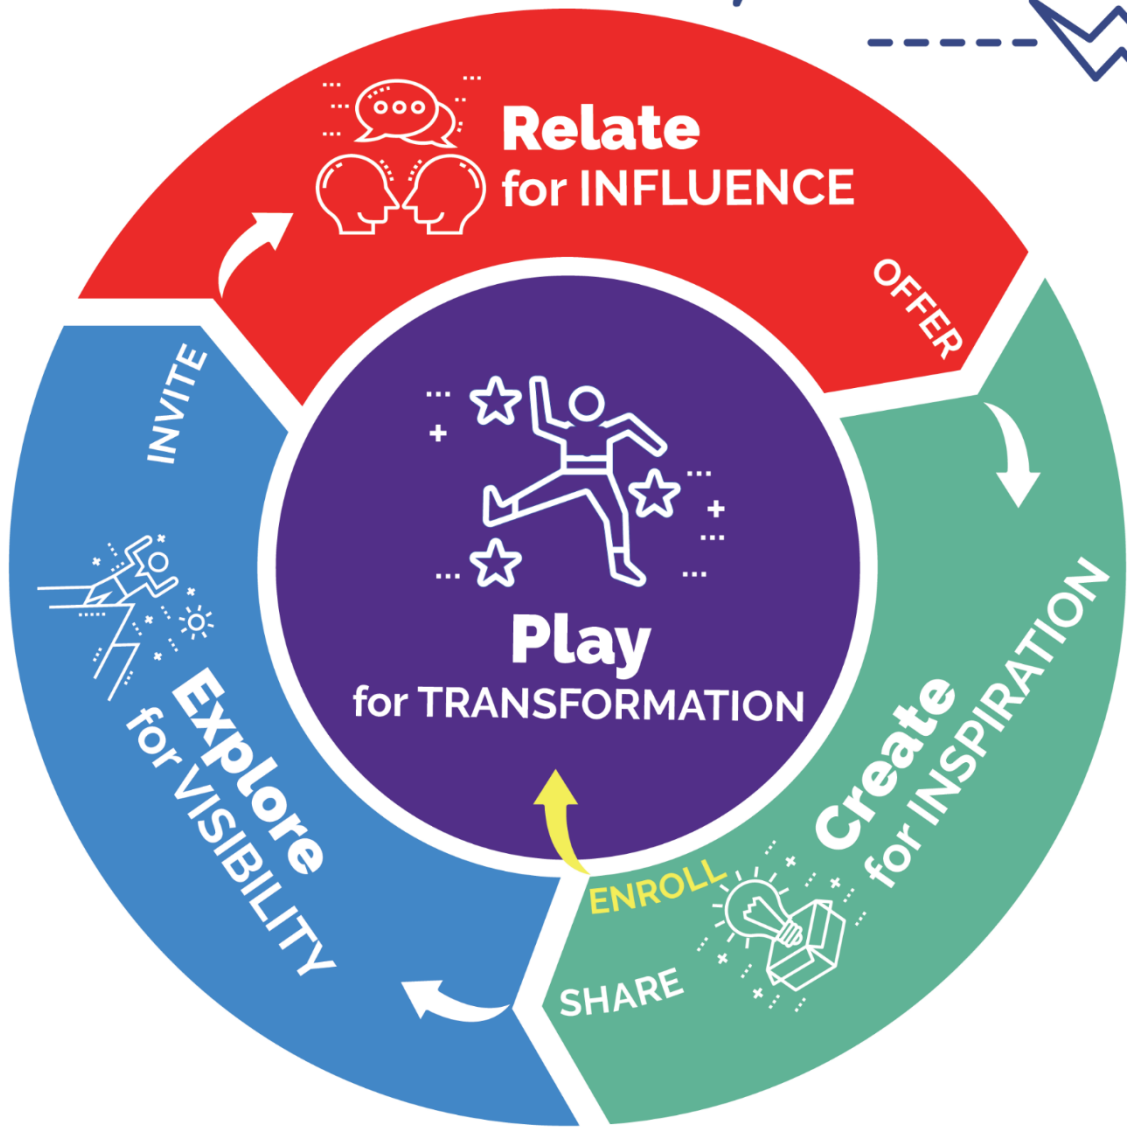 Relate
for INFLUENCE
OFFER
INVITE
Play
for TRANSFORMATION
Explore
for VISIBILITY
Create
for INSPIRATION
ENROLL
SHARE